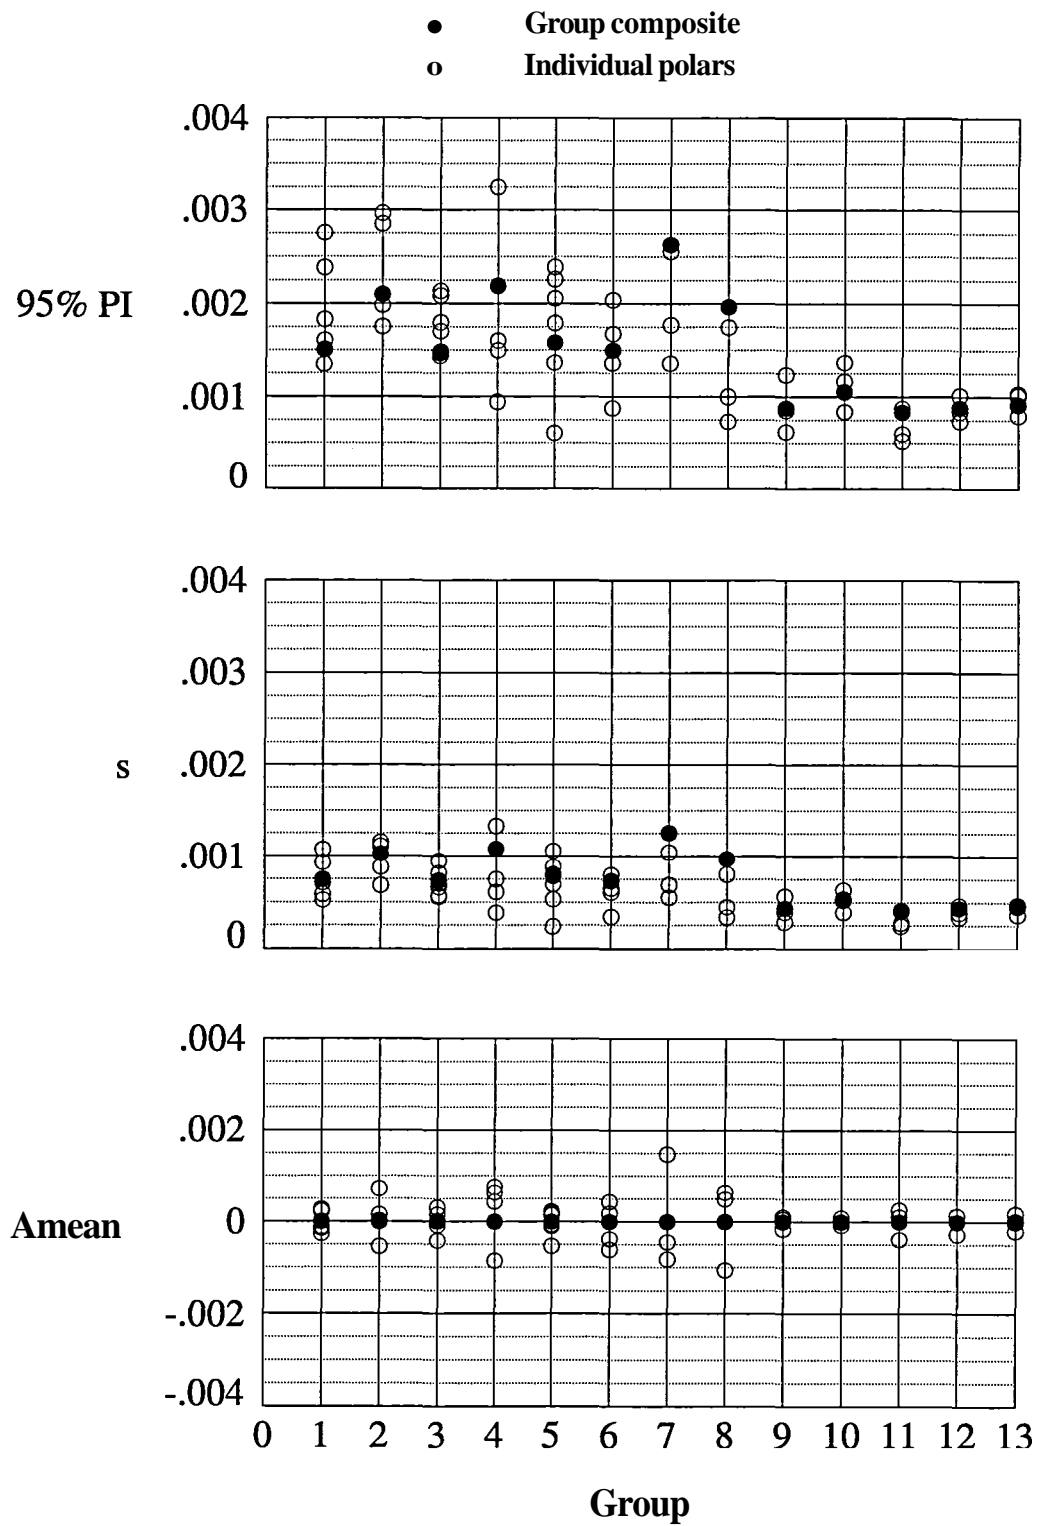 ● Group composite
o Individual polars
.004
.003
95% PI .002
.001
0
.004
.003
s .002
.001
0
.004
.002
Amean 0
-.002
-.004
0 1 2 3 4 5 6 7 8 9 10 11 12 13
Group